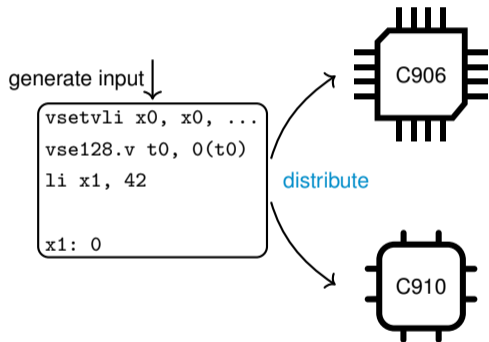 C906
generate input
vsetvli x0, x0, ...
vse128.v t0, 0(t0)
li x1, 42
distribute
x1: 0
C910